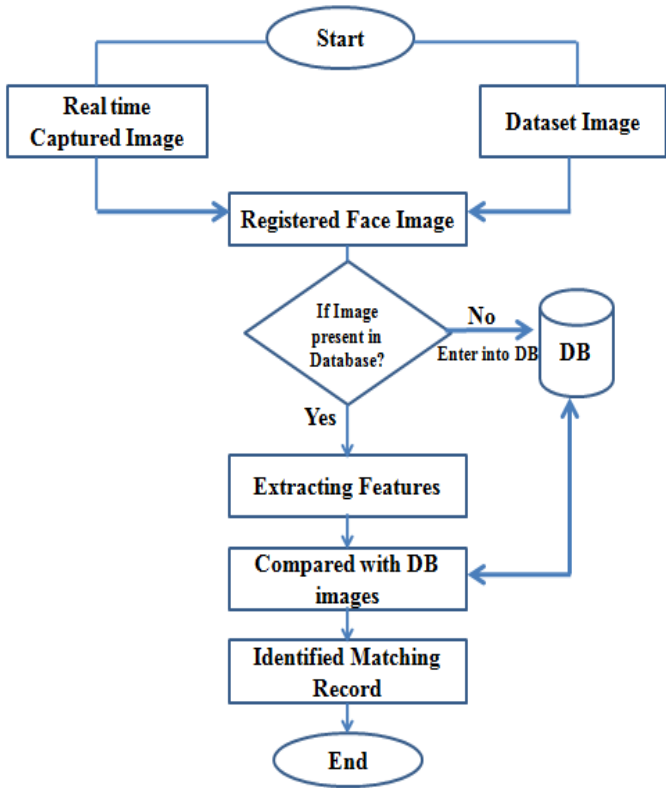 Start
Real time
Captured Image
Dataset Image
Registered Face Image
If Image
present in
Database?
No
Enter into DB
DB
Yes
Extracting Features
Compared with DB
images
Identified Matching
Record
End